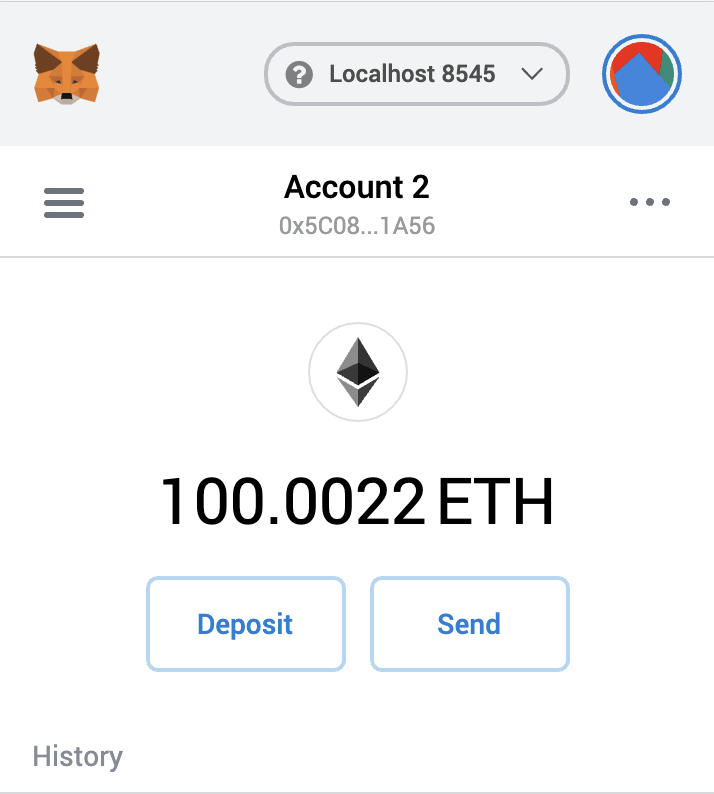 Localhost 8545
Account 2
0x5C08...1A56
100.0022 ETH
Deposit
Send
History